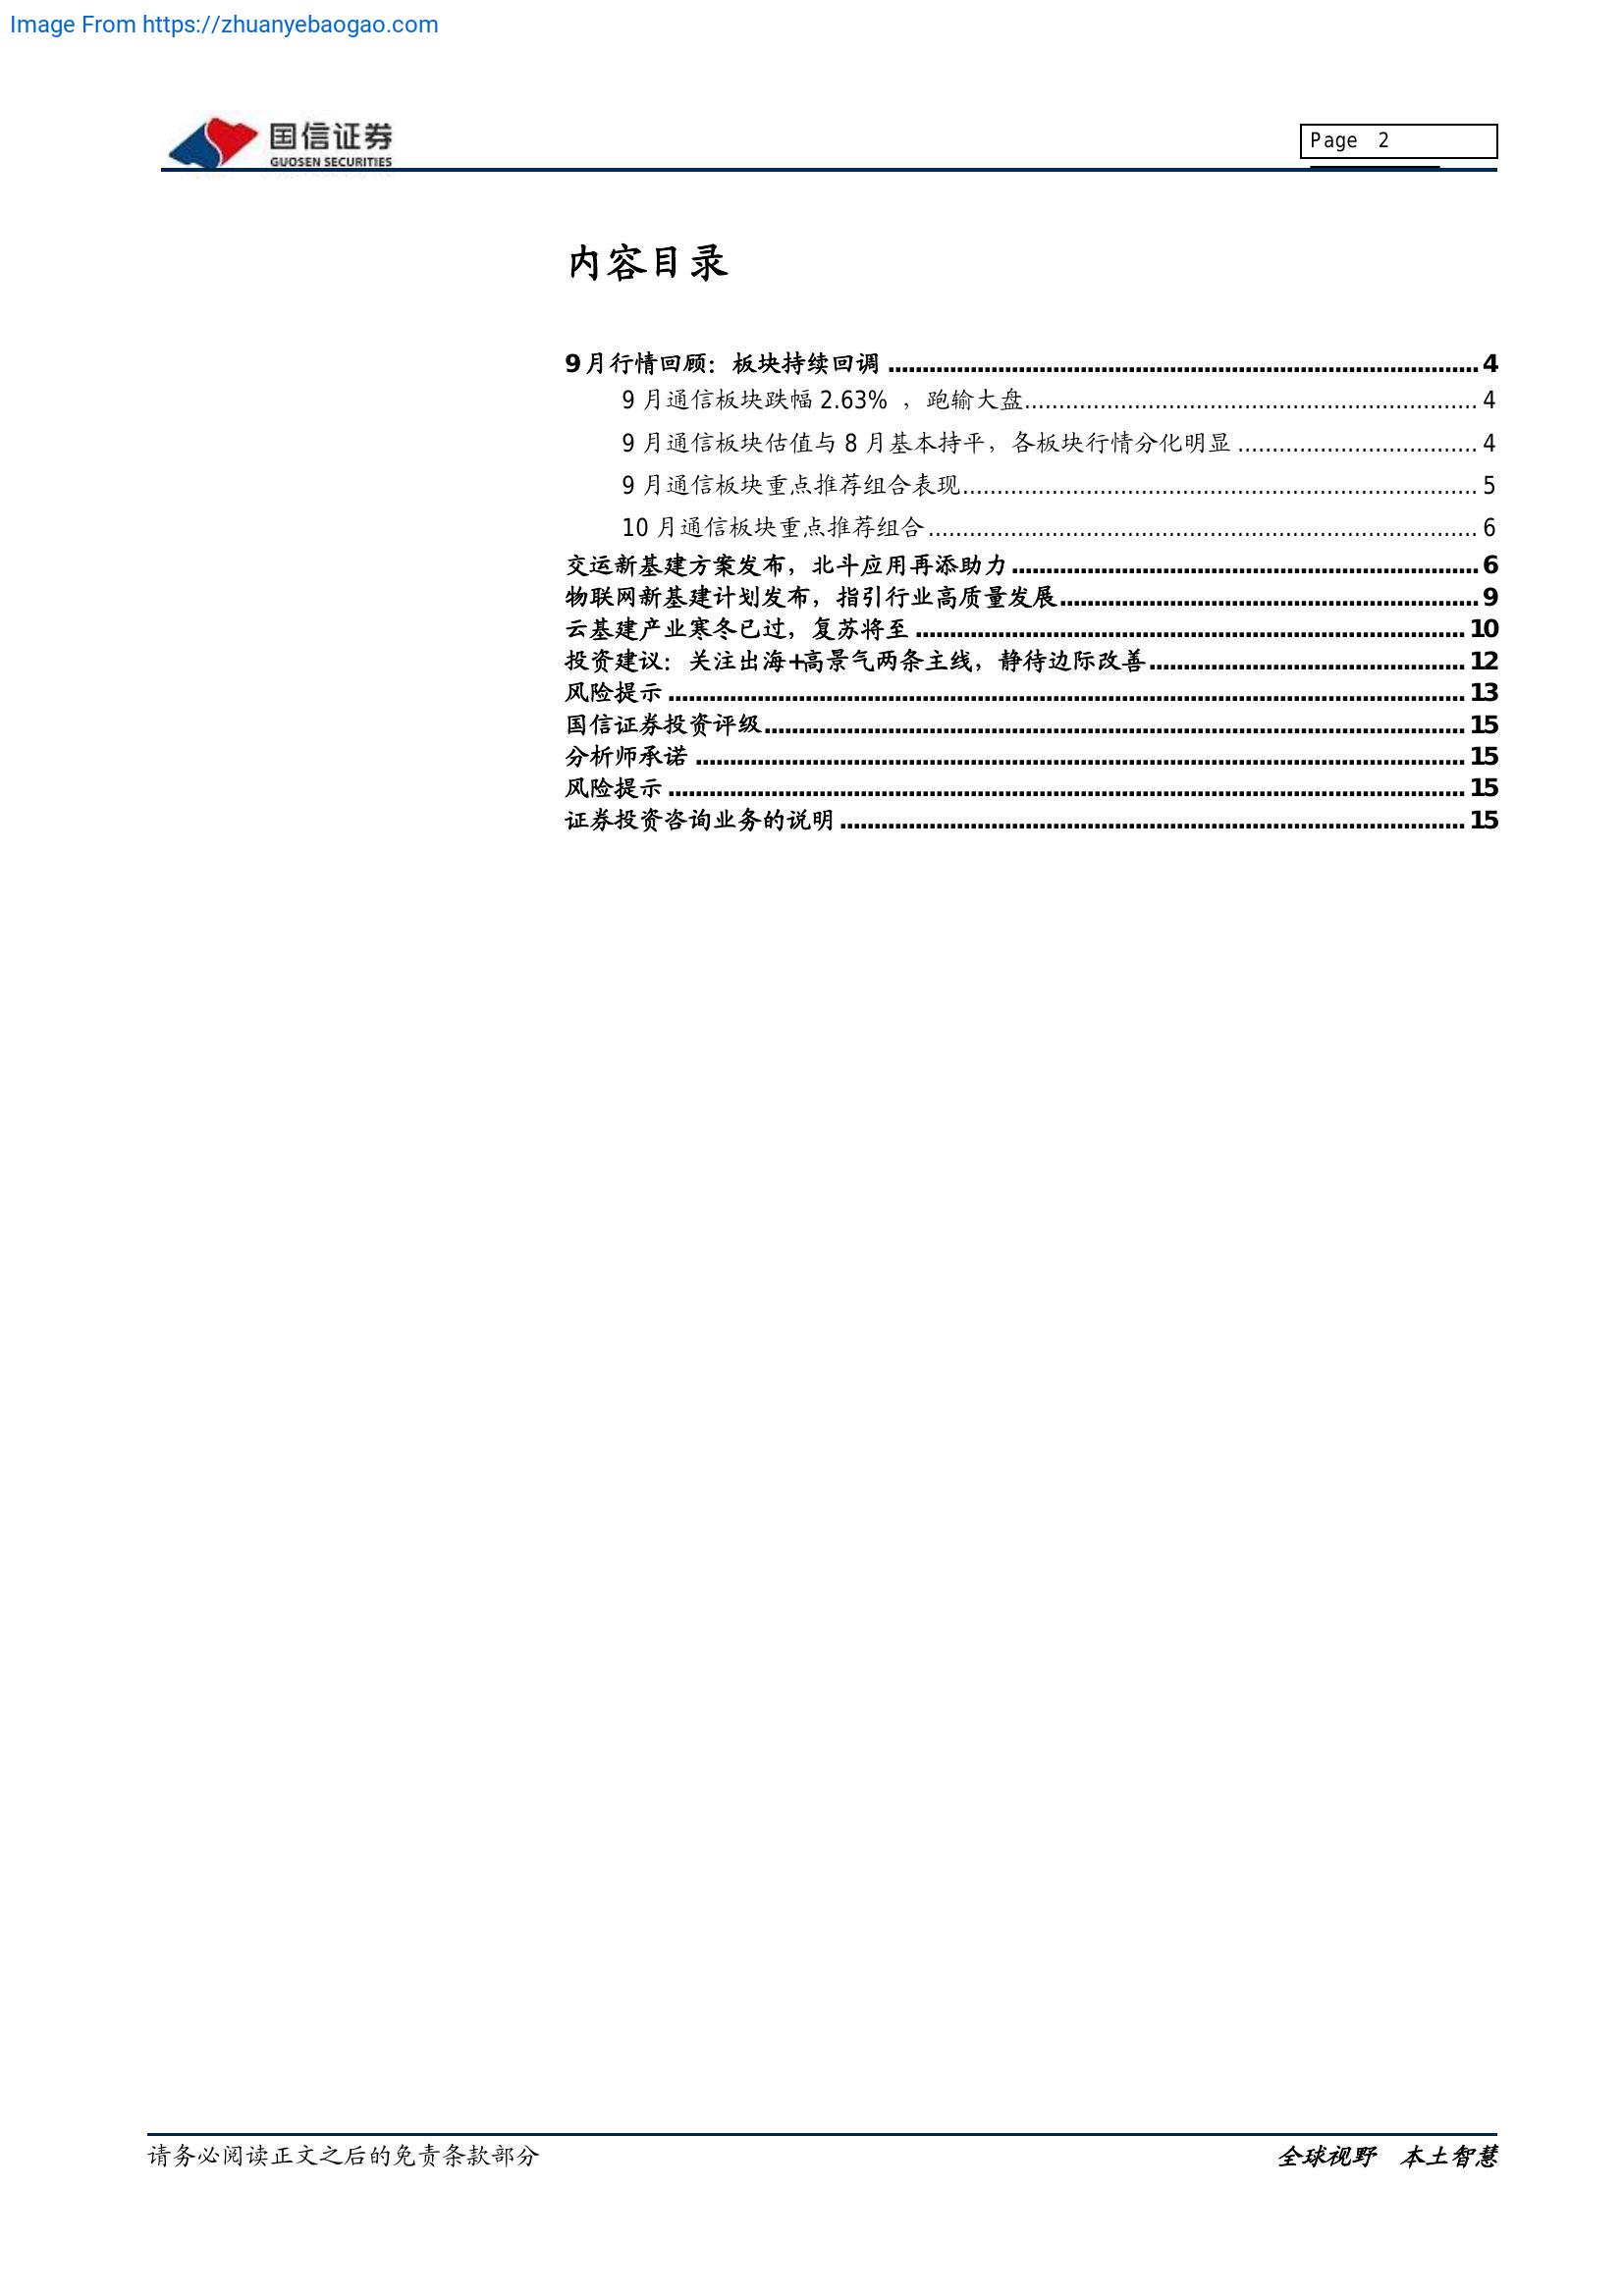 Image From https://zhuanyebaogao.com
国信证券
GUOSEN SECURITIES
Page 2
内容目录
9 月行情回顾：板块持续回调 ........ 4
9 月通信板块跌幅 2.63% ，跑输大盘........ 4
9 月通信板块估值与 8 月基本持平，各板块行情分化明显 ........ 4
9 月通信板块重点推荐组合表现........ 5
10 月通信板块重点推荐组合........ 6
交运新基建方案发布，北斗应用再添助力 ........ 6
物联网新基建计划发布，指引行业高质量发展........ 9
云基建产业寒冬已过，复苏将至 ........ 10
投资建议：关注出海+高景气两条主线，静待边际改善........ 12
风险提示 ........ 13
国信证券投资评级........ 15
分析师承诺 ........ 15
风险提示 ........ 15
证券投资咨询业务的说明 ........ 15
请务必阅读正文之后的免责条款部分
全球视野 本土智慧